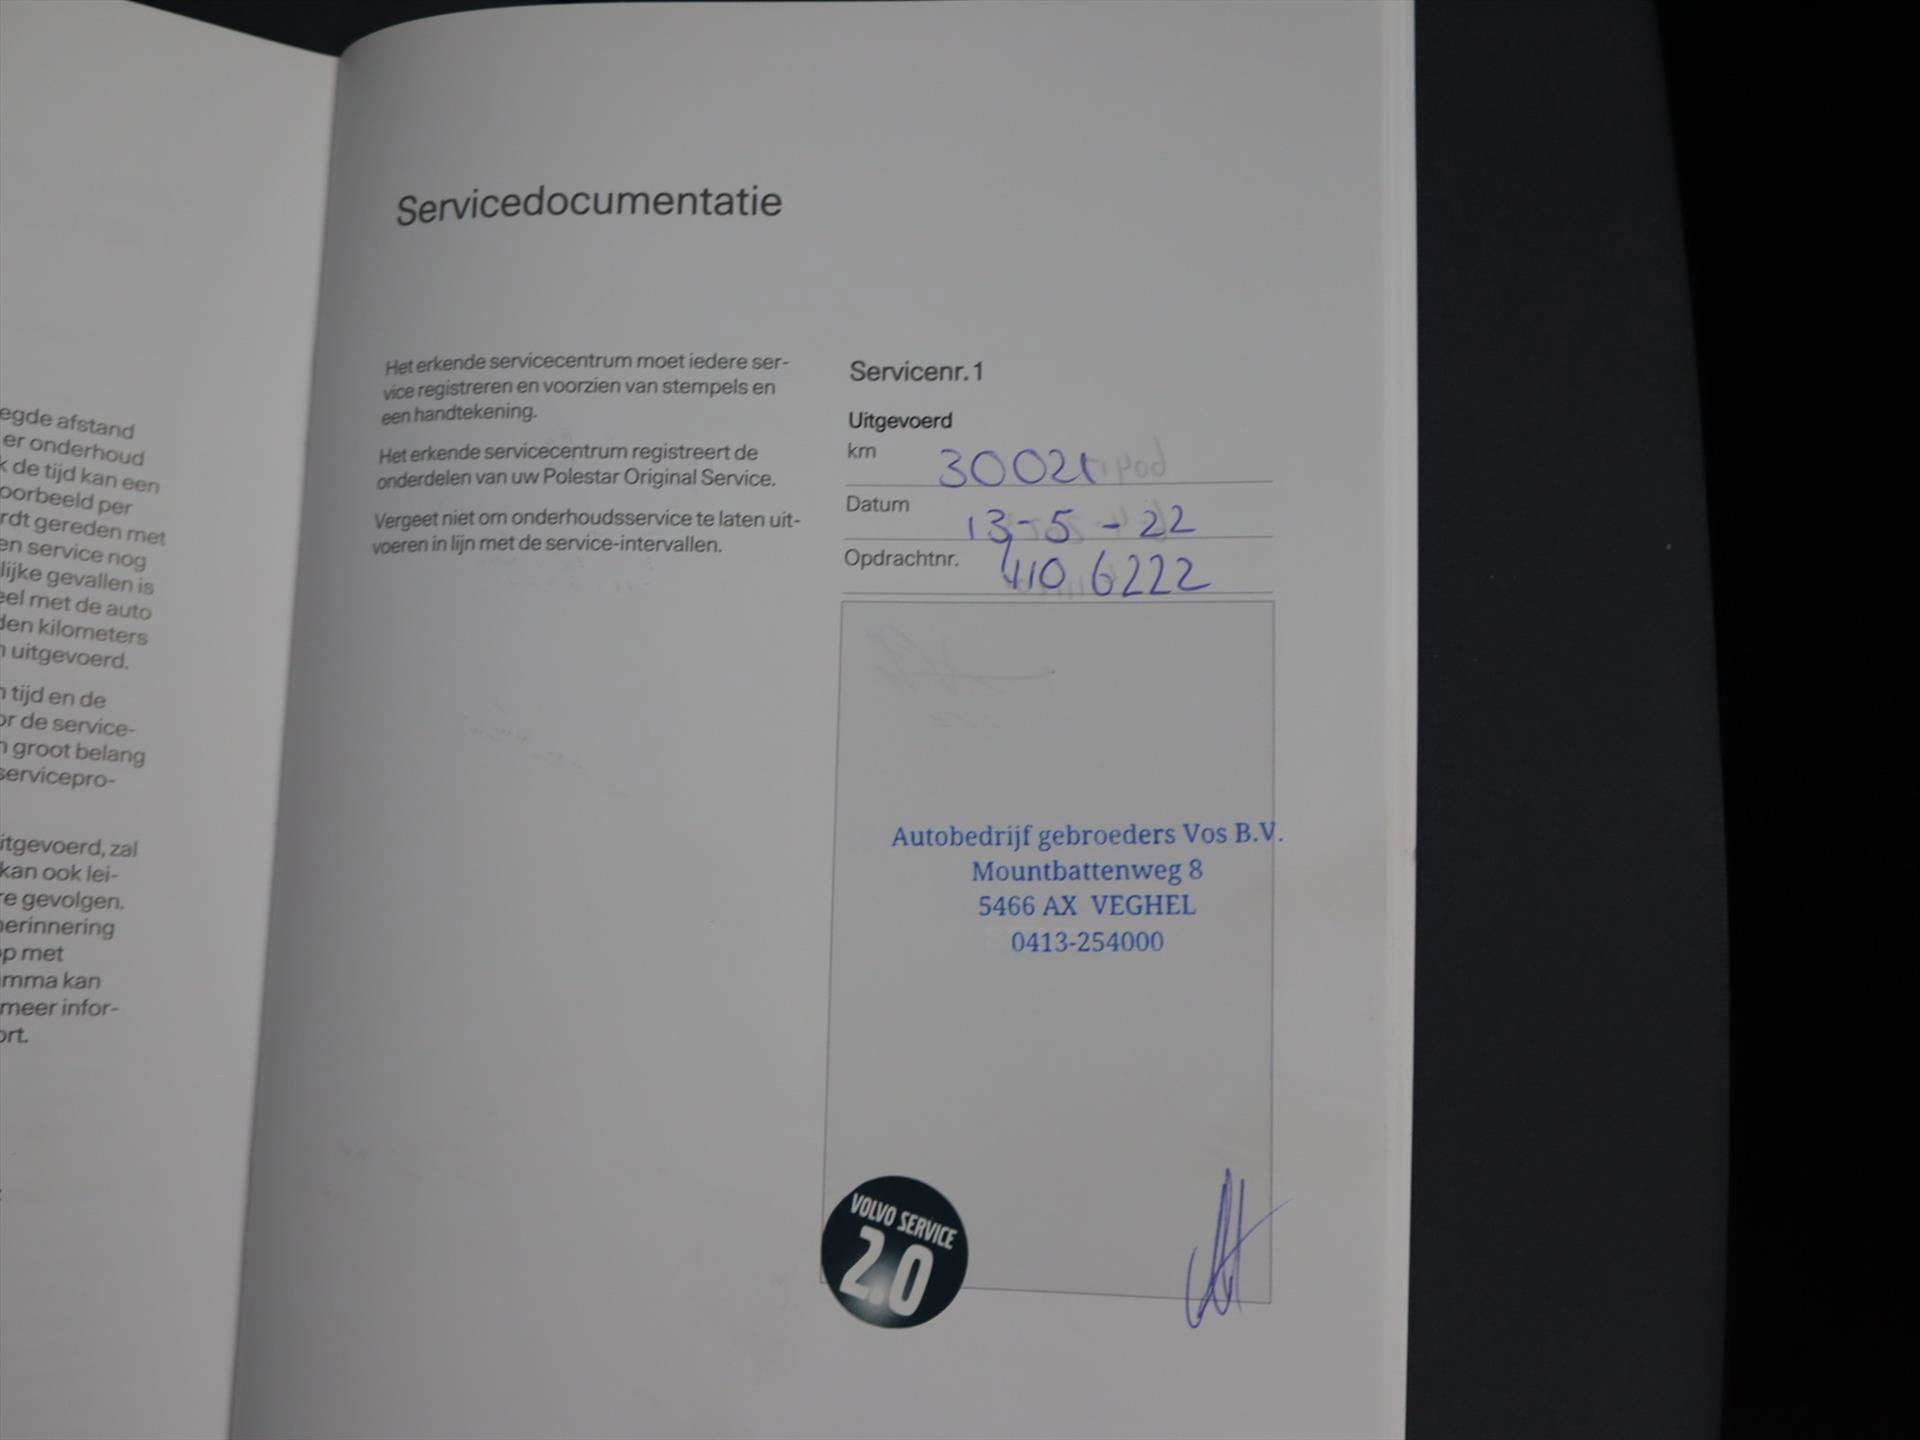 egde afstand
er onderhoud
k de tijd kan een
oorbeeld per
rdt gereden met
en service nog
lijke gevallen is
eel met de auto
den kilometers
n uitgevoerd.
n tijd en de
or de service-
n groot belang
servicepro-
itgevoerd, zal
kan ook lei-
re gevolgen.
herinnering
op met
mma kan
meer infor-
ort.
Servicedocumentatie
Het erkende servicecentrum moet iedere ser-
vice registreren en voorzien van stempels en
een handtekening.
Het erkende servicecentrum registreert de
onderdelen van uw Polestar Original Service.
Vergeet niet om onderhoudsservice te laten uit-
voeren in lijn met de service-intervallen.
Servicenr. 1
Uitgevoerd
km 30021
Datum 13-5-22
Opdrachtnr. 4106222
Autobedrijf gebroeders Vos B.V.
Mountbattenweg 8
5466 AX VEGHEL
0413-254000
VOLVO SERVICE
2.0